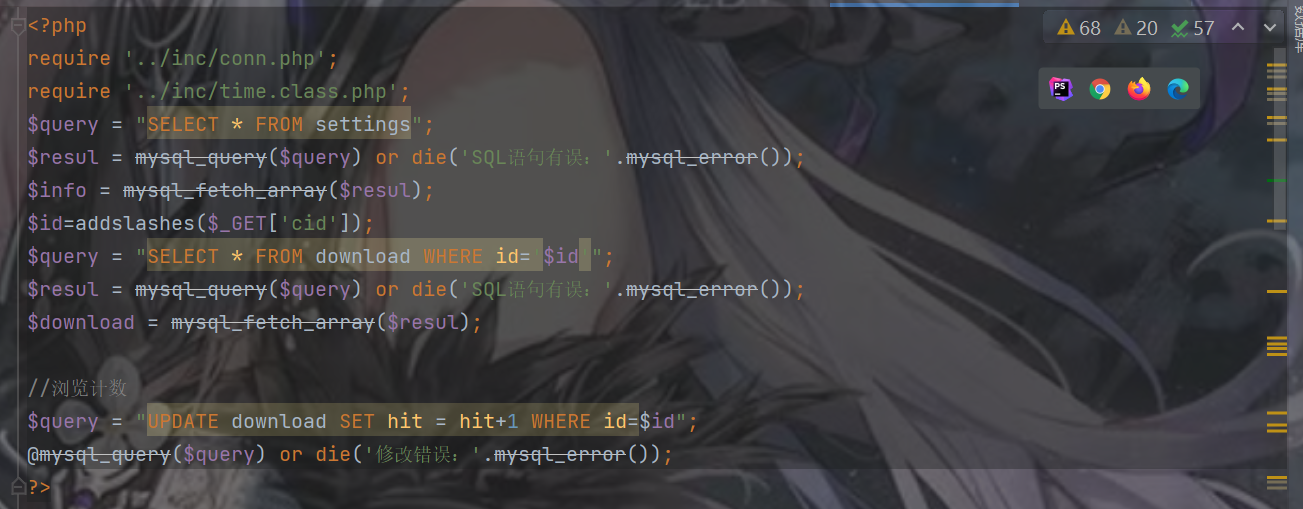 <?php
68 20 57
require '../inc/conn.php';
require '../inc/time.class.php';
PS
$query = "SELECT * FROM settings";
$resul = mysql_query($query) or die('SQL语句有误：'.mysql_error());
$info = mysql_fetch_array($resul);
$id=addslashes($_GET['cid']);
$query = "SELECT * FROM download WHERE id='$id'";
$resul = mysql_query($query) or die('SQL语句有误：'.mysql_error());
$download = mysql_fetch_array($resul);
//浏览计数
$query = "UPDATE download SET hit = hit+1 WHERE id=$id";
@mysql_query($query) or die('修改错误：'.mysql_error());
?>
数据库